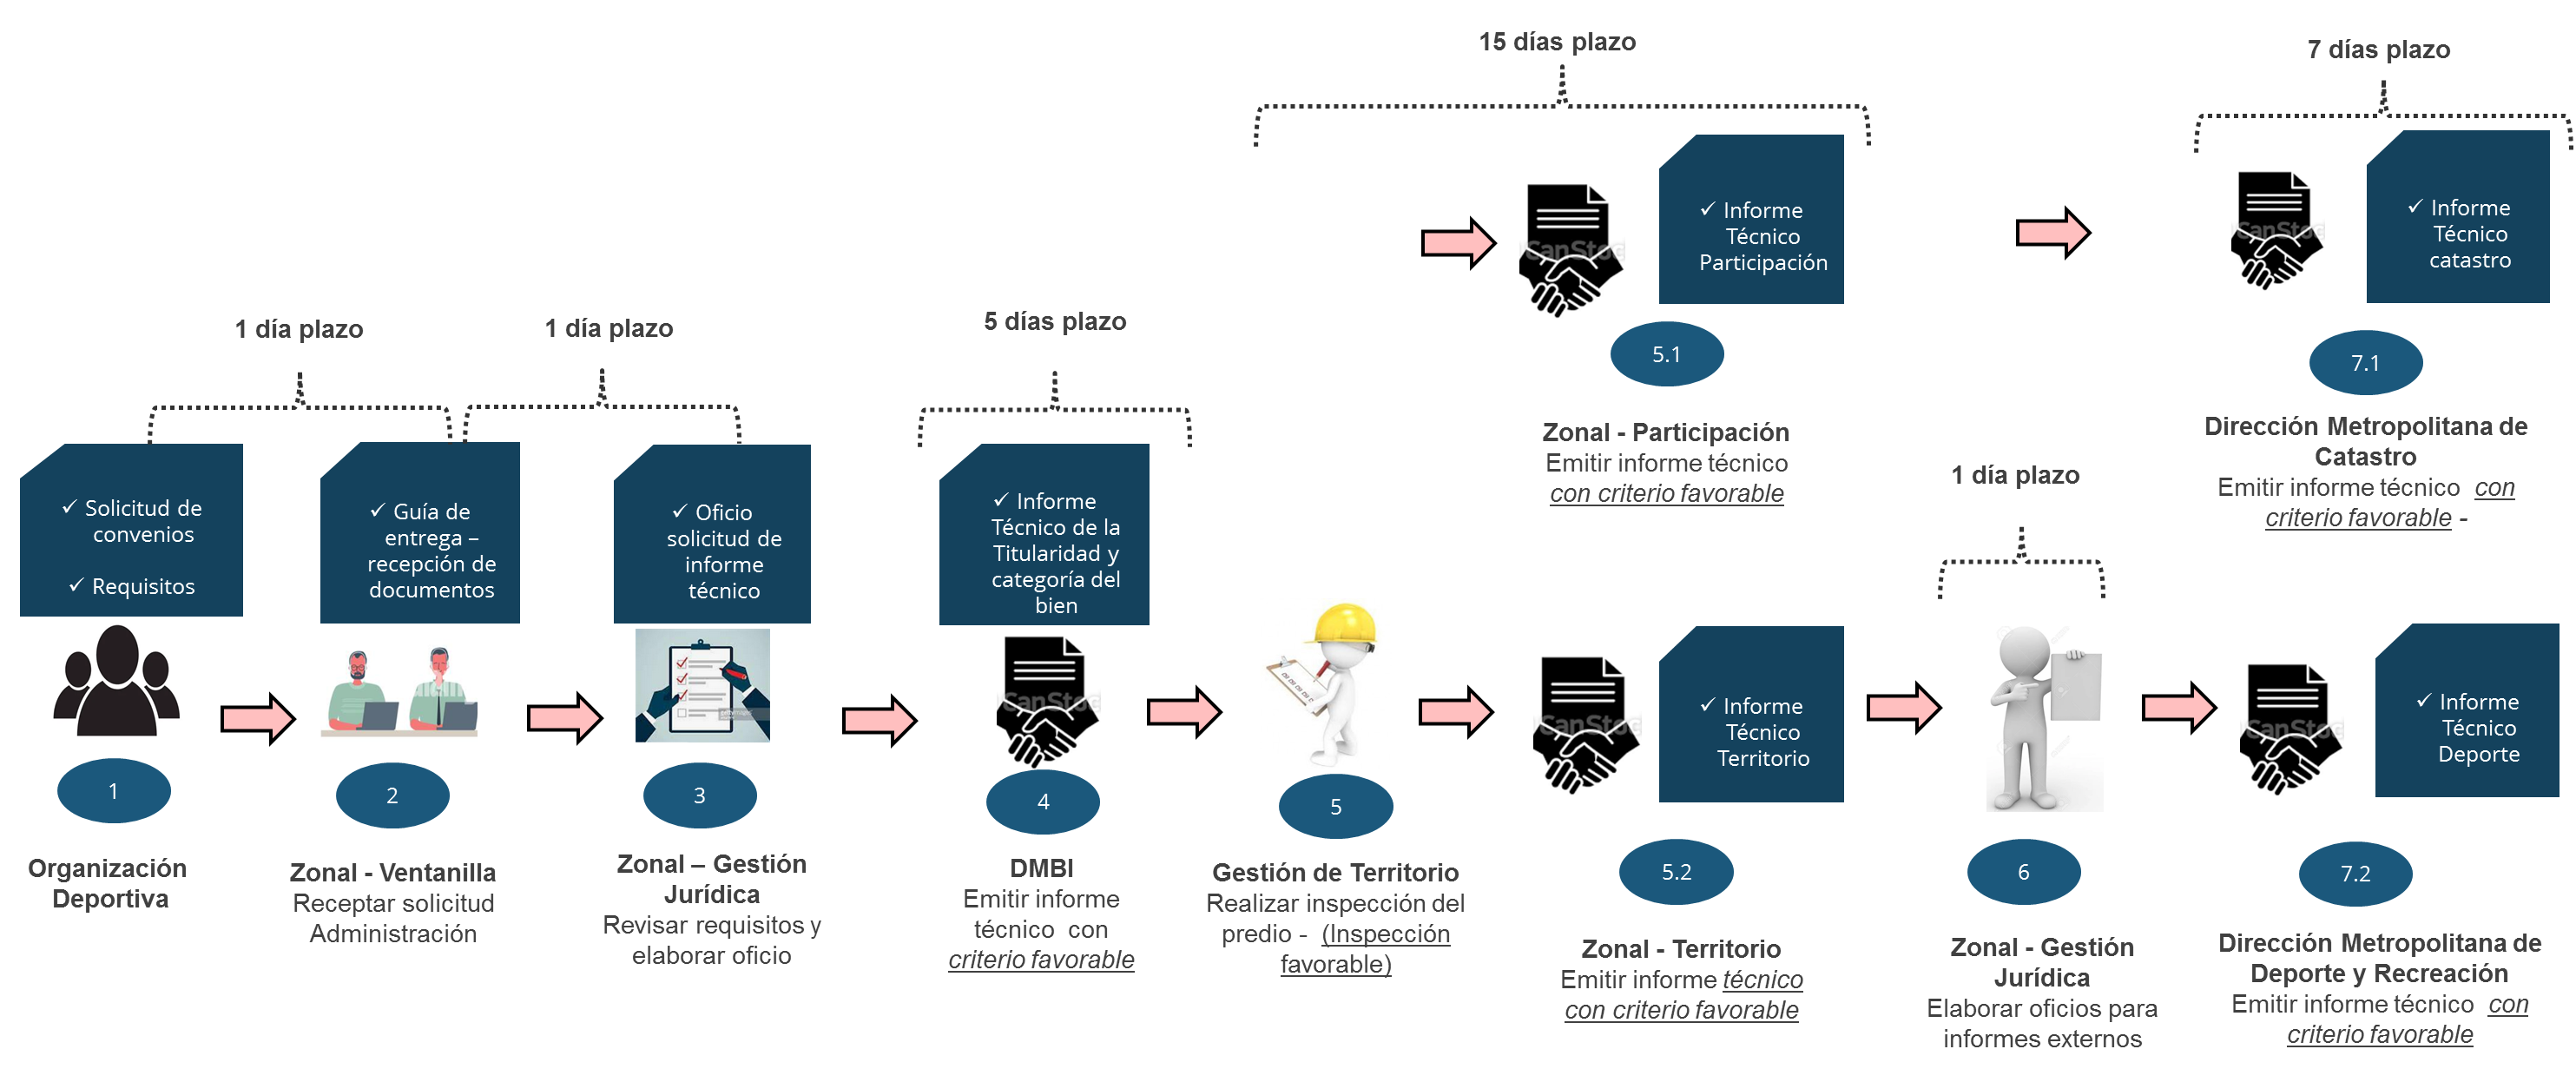 15 días plazo
7 días plazo
✓ Informe
Técnico
Participación
✓ Informe
Técnico
catastro
CanStoc
CanStoc
5.1
7.1
1 día plazo
1 día plazo
5 días plazo
Zonal - Participación
Emitir informe técnico
con criterio favorable
Dirección Metropolitana de
Catastro
Emitir informe técnico con
criterio favorable -
1 día plazo
✓ Solicitud de
convenios
✓ Requisitos
✓ Guía de
entrega –
recepción de
documentos
✓ Oficio
solicitud de
informe
técnico
✓ Informe
Técnico de la
Titularidad y
categoría del
bien
✓ Informe
Técnico
Territorio
✓ Informe
Técnico
Deporte
CanStoc
CanStoc
CanStoc
1
2
3
4
5
5.2
6
7.2
Organización
Deportiva
Zonal - Ventanilla
Receptar solicitud
Administración
Zonal – Gestión
Jurídica
Revisar requisitos y
elaborar oficio
DMBI
Emitir informe
técnico con
criterio favorable
Gestión de Territorio
Realizar inspección del
predio - (Inspección
favorable)
Zonal - Territorio
Emitir informe técnico
con criterio favorable
Zonal - Gestión
Jurídica
Elaborar oficios para
informes externos
Dirección Metropolitana de
Deporte y Recreación
Emitir informe técnico con
criterio favorable